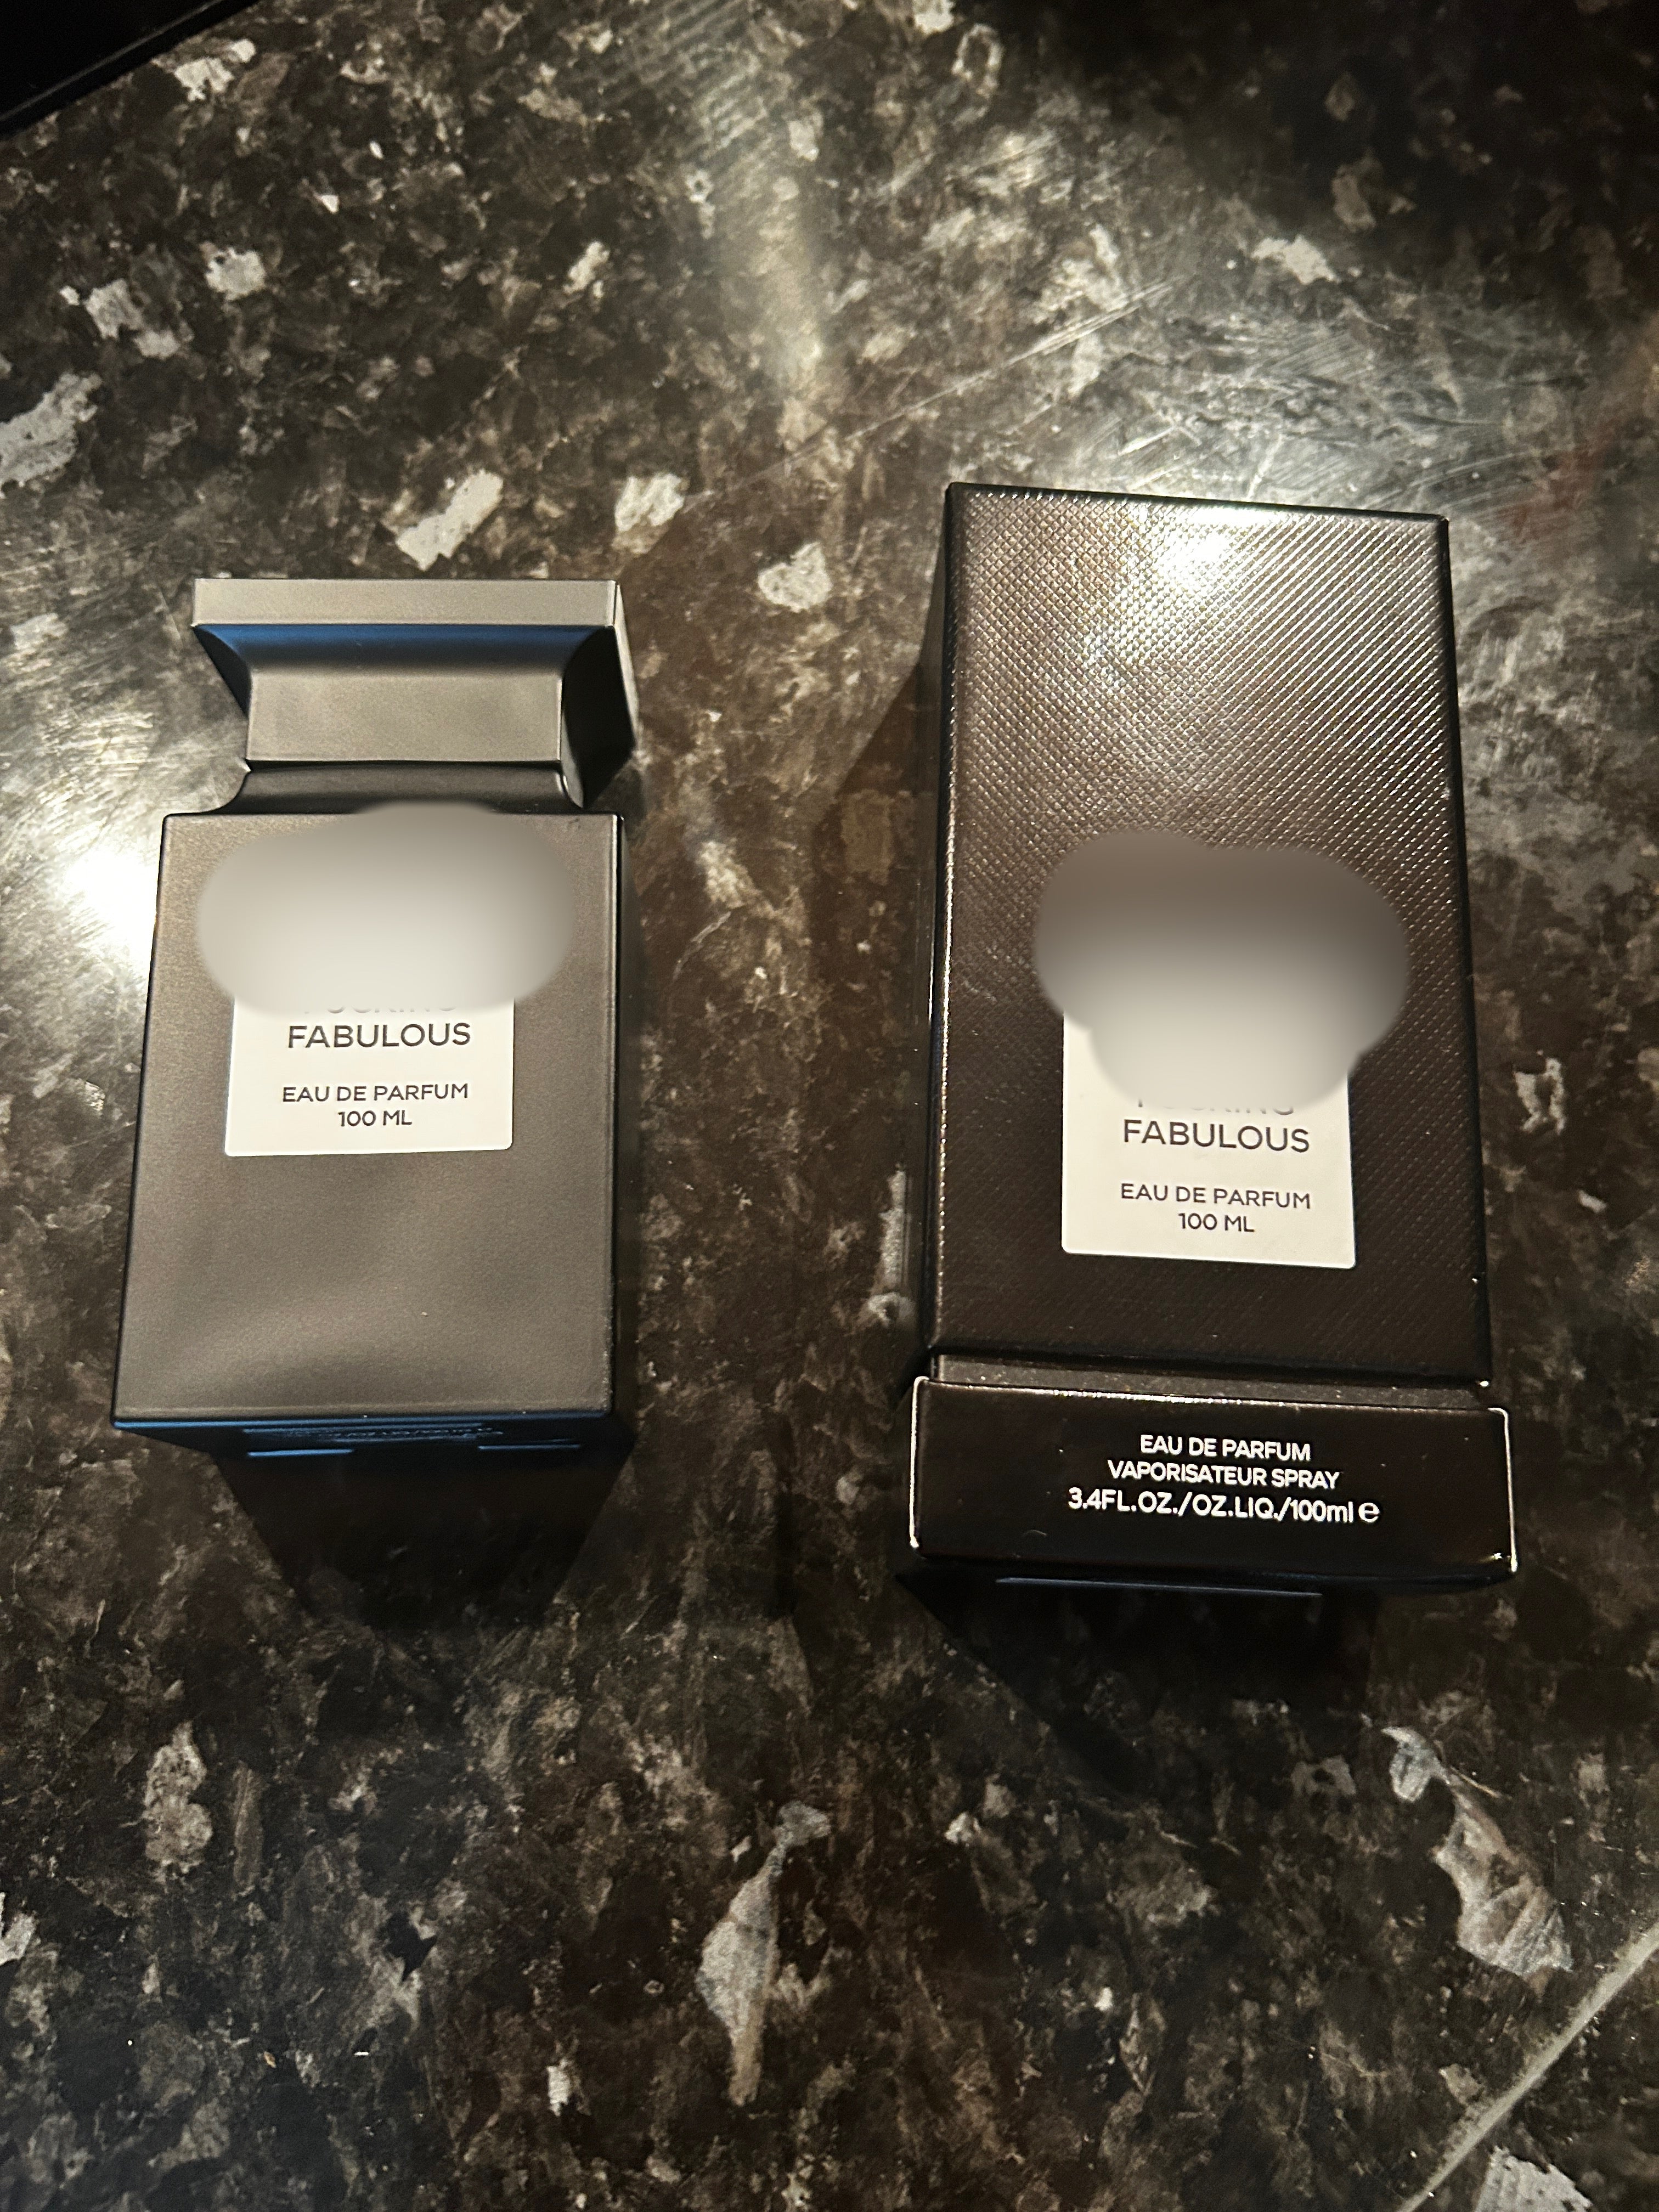 FABULOUS
EAU DE PARFUM
100 ML
FABULOUS
EAU DE PARFUM
100 ML
EAU DE PARFUM
VAPORISATEUR SPRAY
3.4FL.OZ./OZ.LIQ./100ml e